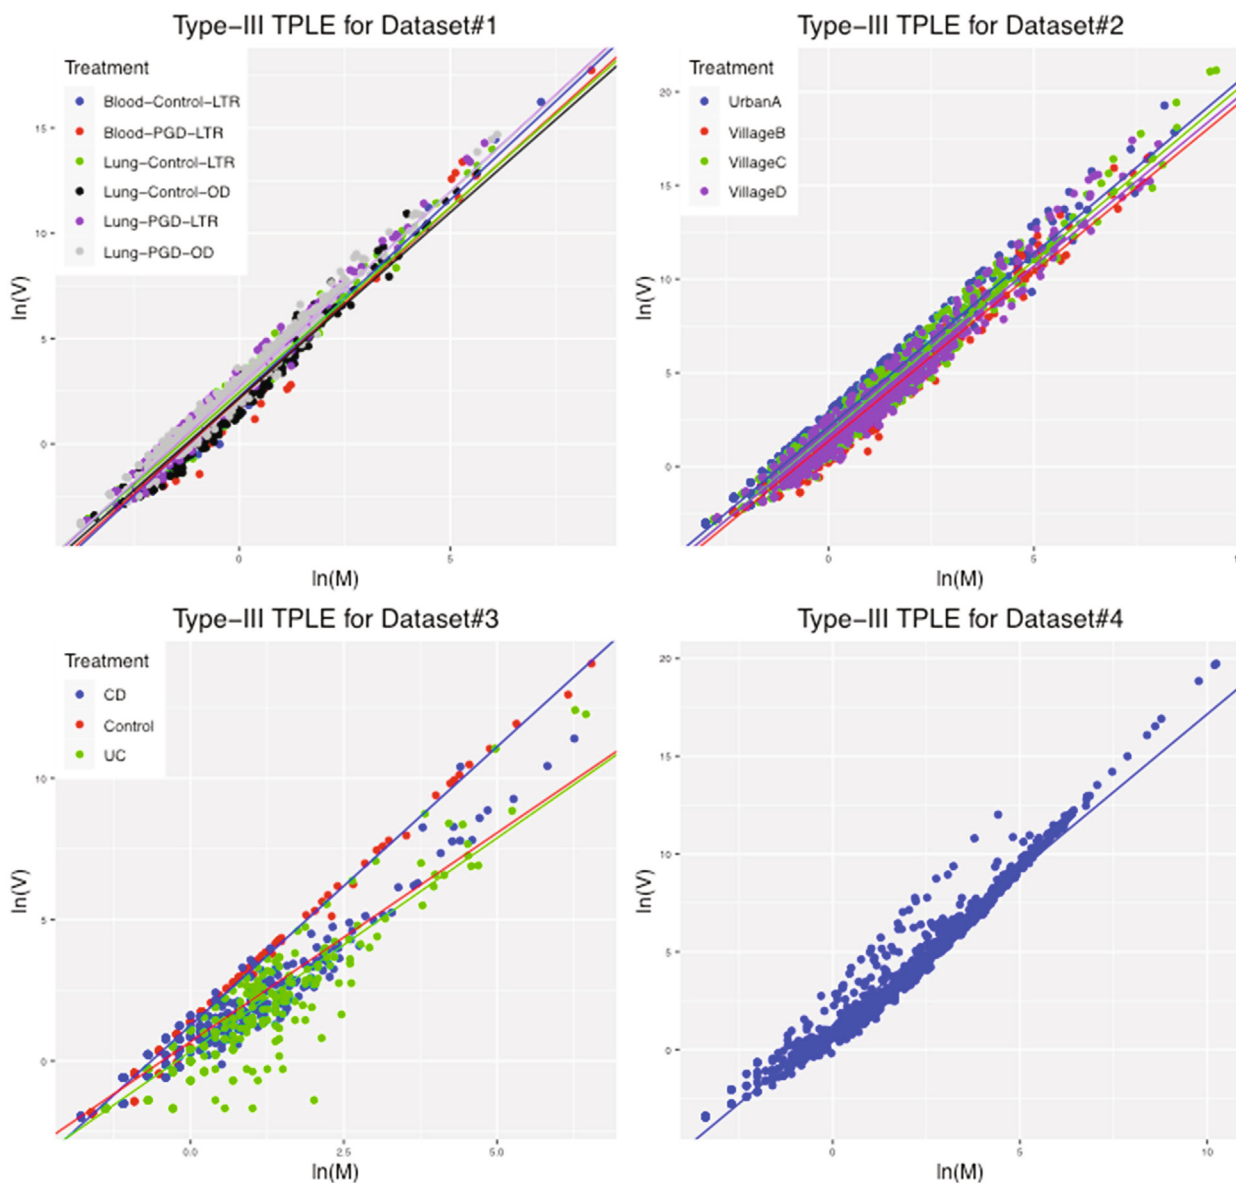 Type−III TPLE for Dataset#1
Treatment
Blood−Control−LTR
Blood−PGD−LTR
Lung−Control−LTR
Lung−Control−OD
Lung−PGD−LTR
Lung−PGD−OD
15
10
5
0
ln(V)
0 5
ln(M)
Type−III TPLE for Dataset#2
Treatment
UrbanA
VillageB
VillageC
VillageD
20
15
10
5
0
ln(V)
0 5 1
ln(M)
Type−III TPLE for Dataset#3
Treatment
CD
Control
UC
10
5
0
ln(V)
0.0 2.5 5.0
ln(M)
Type−III TPLE for Dataset#4
20
15
10
5
0
ln(V)
0 5 10
ln(M)